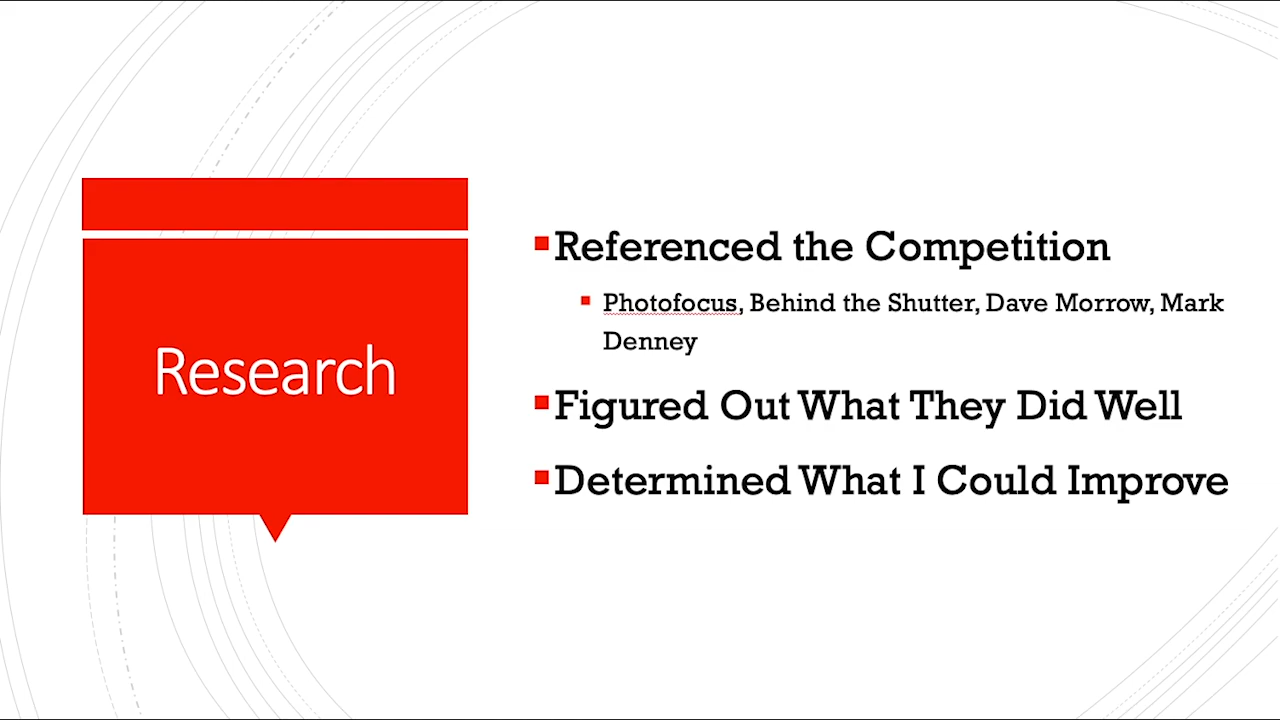 Research
Referenced the Competition
Photofocus, Behind the Shutter, Dave Morrow, Mark
Denney
Figured Out What They Did Well
Determined What I Could Improve